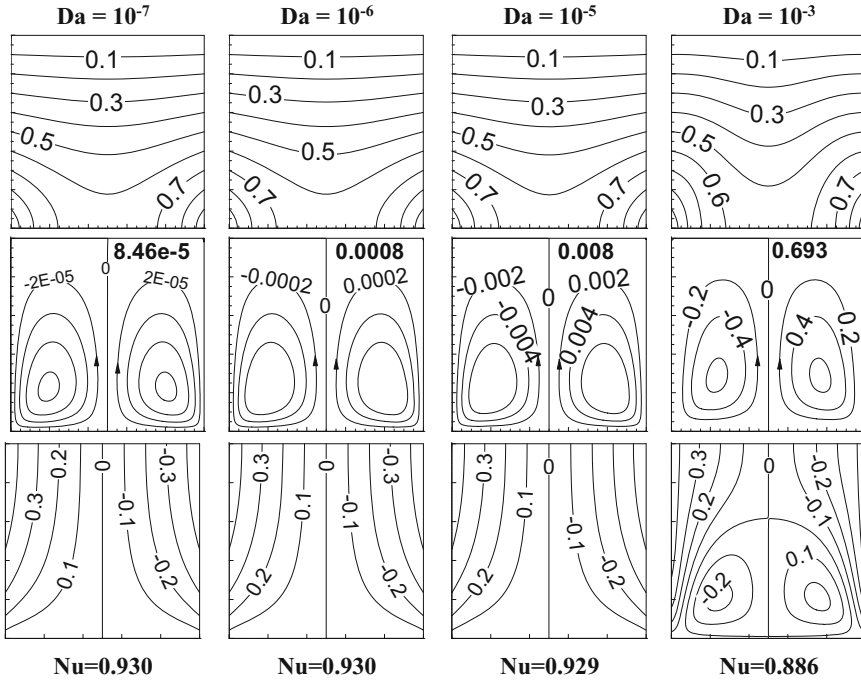 Da = 10⁻⁷ Da = 10⁻⁶ Da = 10⁻⁵ Da = 10⁻³
0.1 0.1 0.1 0.1
0.3 0.3 0.3 0.3
0.5 0.5 0.5 0.5
0.7 0.7 0.7 0.7 0.6 0.7
8.46e-5 0.0008 0.008 0.693
-2E-05 0 2E-05 -0.0002 0 0.0002 -0.002 0 0.002 -0.2 0 0.2
-0.004 0.004 -0.4 0.4
0.2 0 -0.3 0.3 0 -0.3 0.3 0 -0.3 0.3 0 -0.2
0.3 -0.1 0.1 -0.1 0.1 -0.1 0.2 -0.1
0.1 -0.2 0.2 -0.2 0.2 -0.2 -0.2 0.1
Nu=0.930 Nu=0.930 Nu=0.929 Nu=0.886